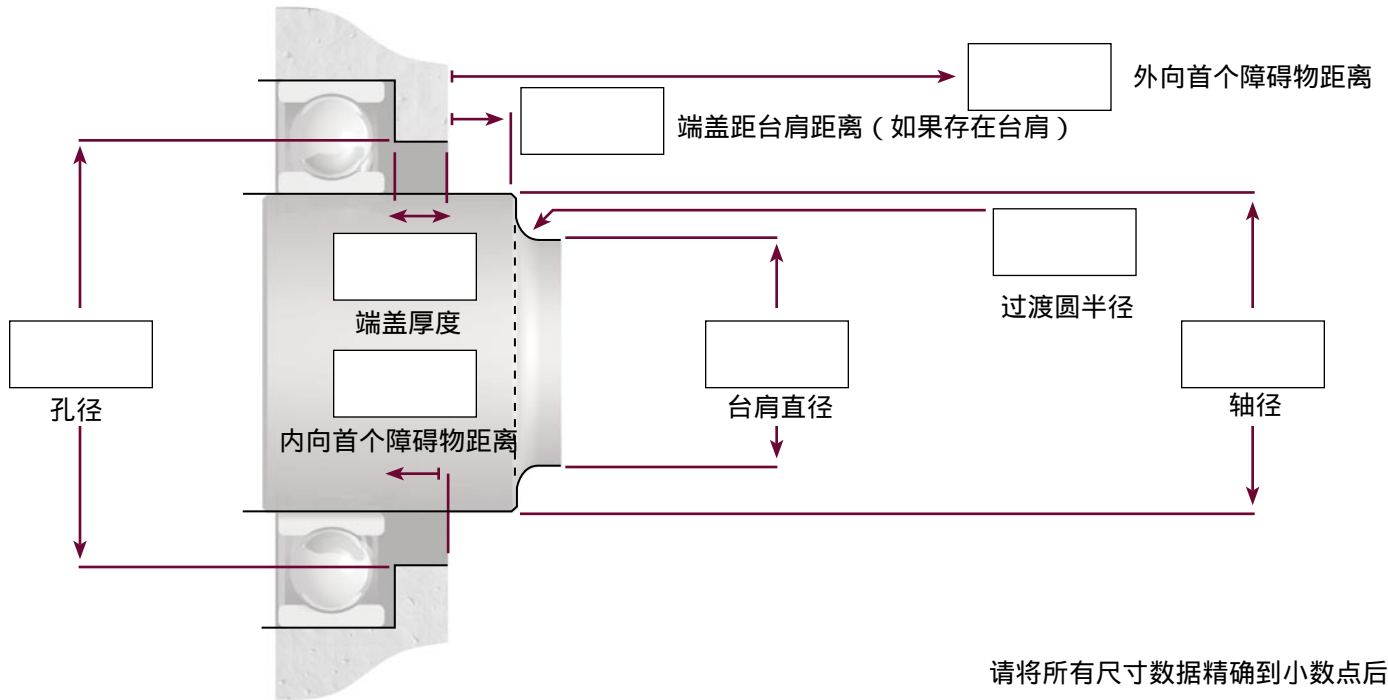 外向首个障碍物距离
端盖距台肩距离（如果存在台肩）
端盖厚度
过渡圆半径
孔径
台肩直径
轴径
内向首个障碍物距离
请将所有尺寸数据精确到小数点后